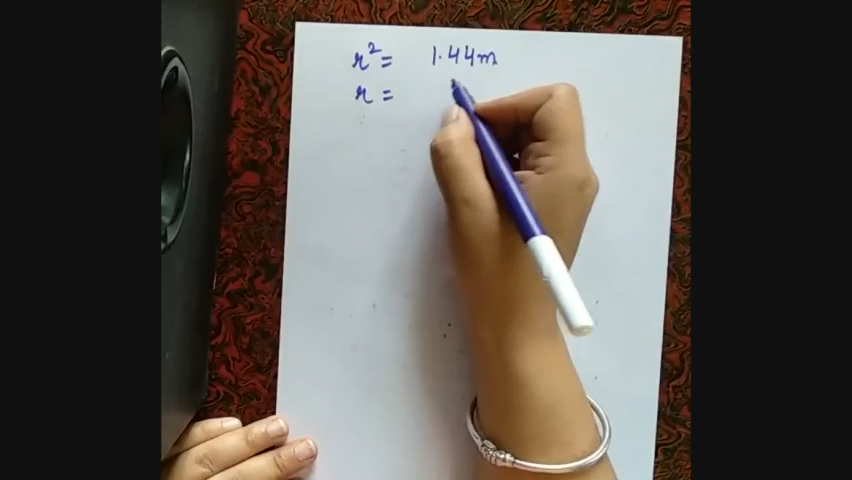 r² = 1.44m
r =